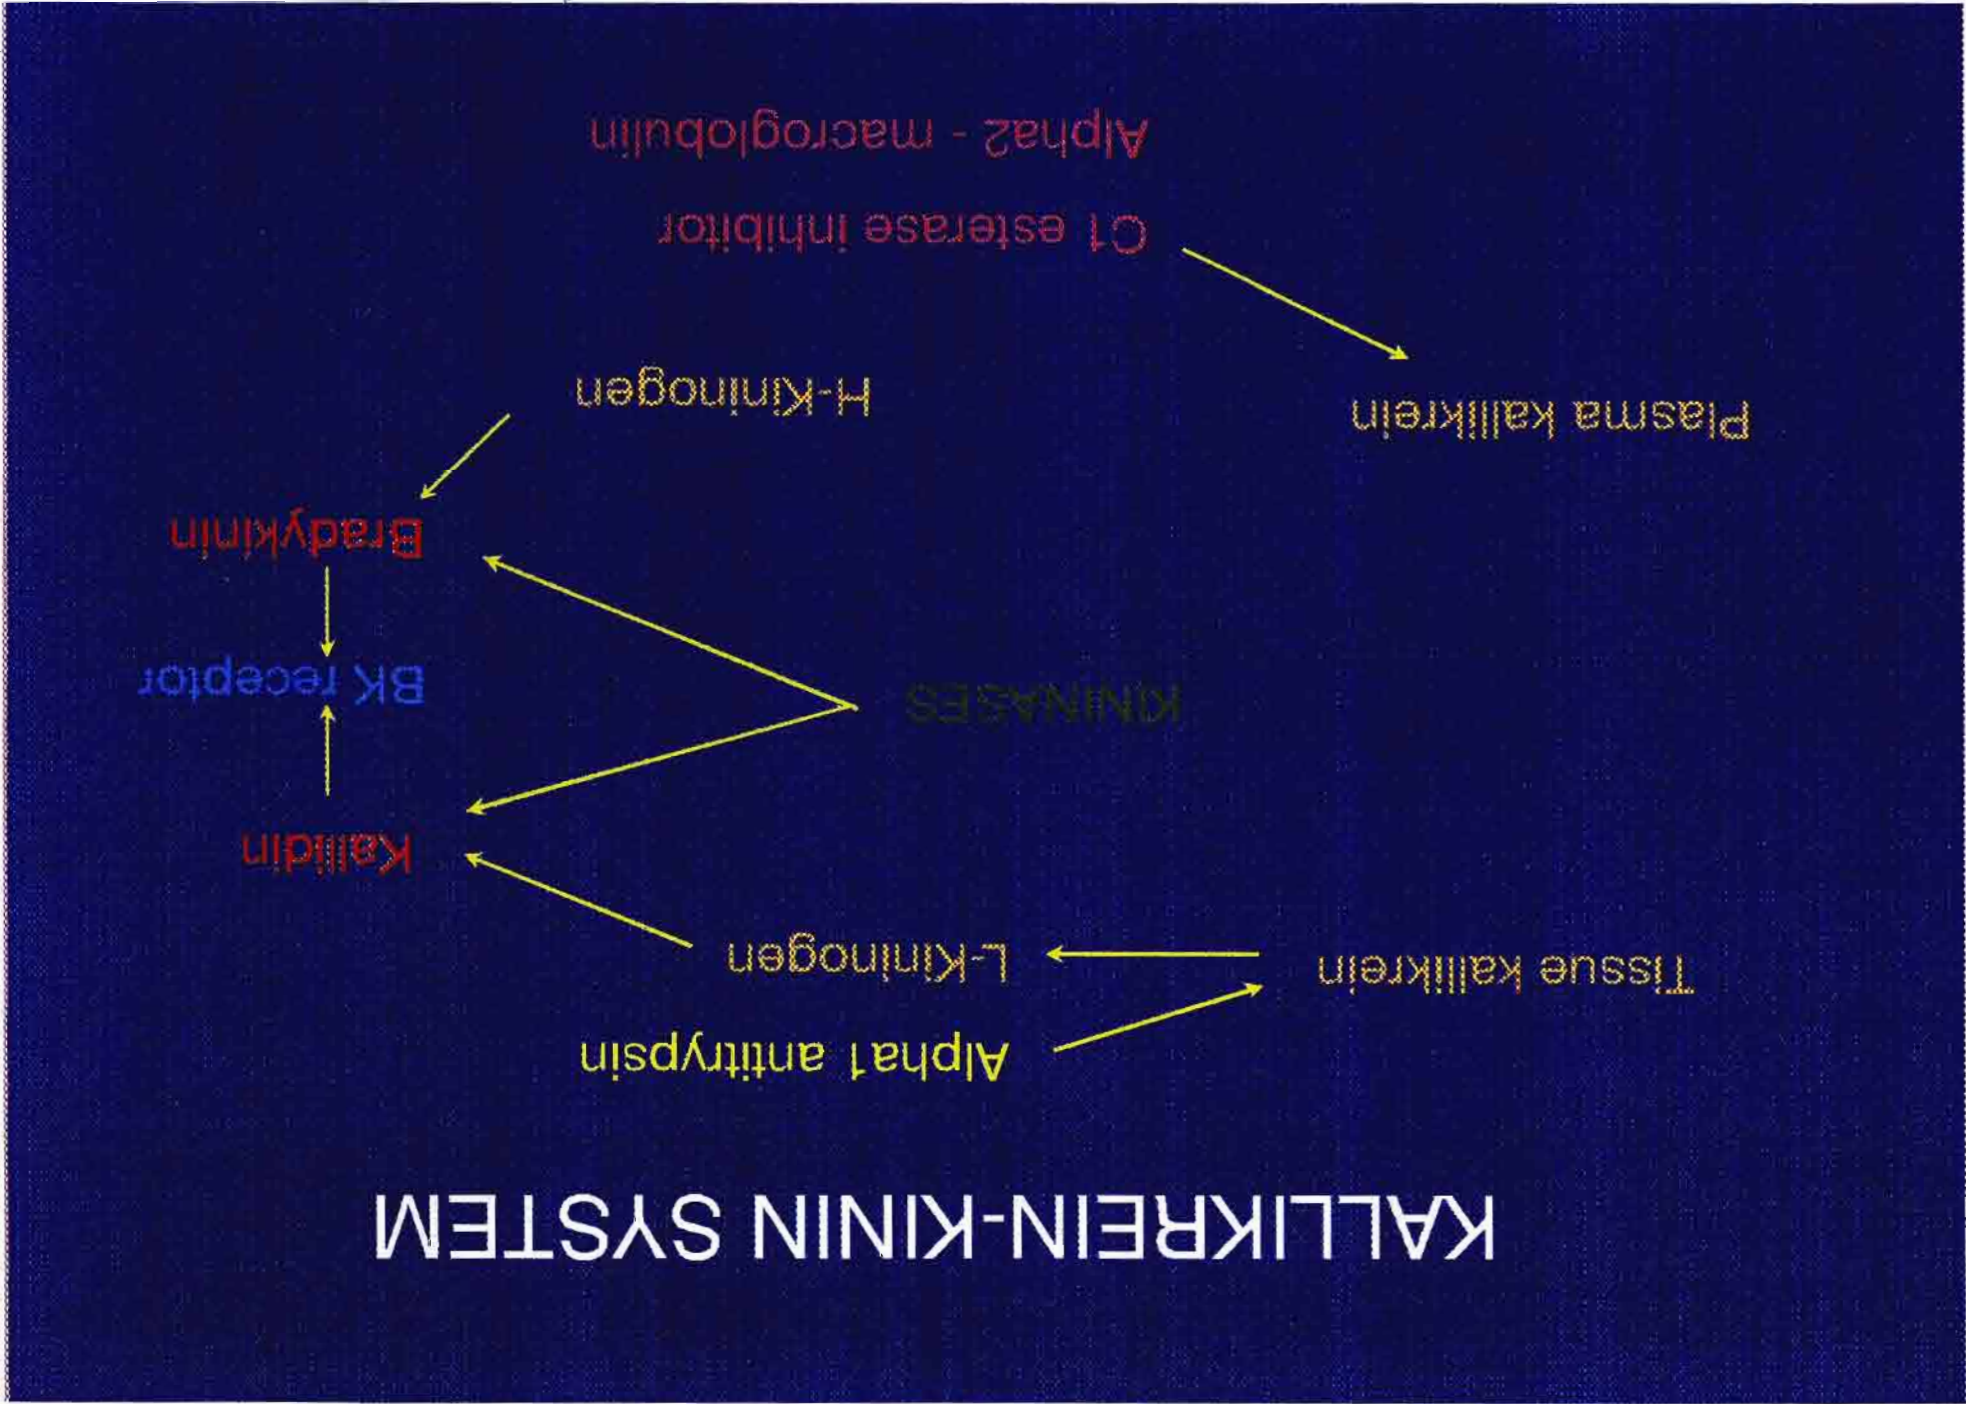 KALLIKREIN-KININ SYSTEM
Alpha1 antitrypsin
Tissue kallikrein
L-Kininogen
Kallidin
KININASES
BK receptor
Bradykinin
Plasma kallikrein
H-Kininogen
C1 esterase inhibitor
Alpha2 - macroglobulin